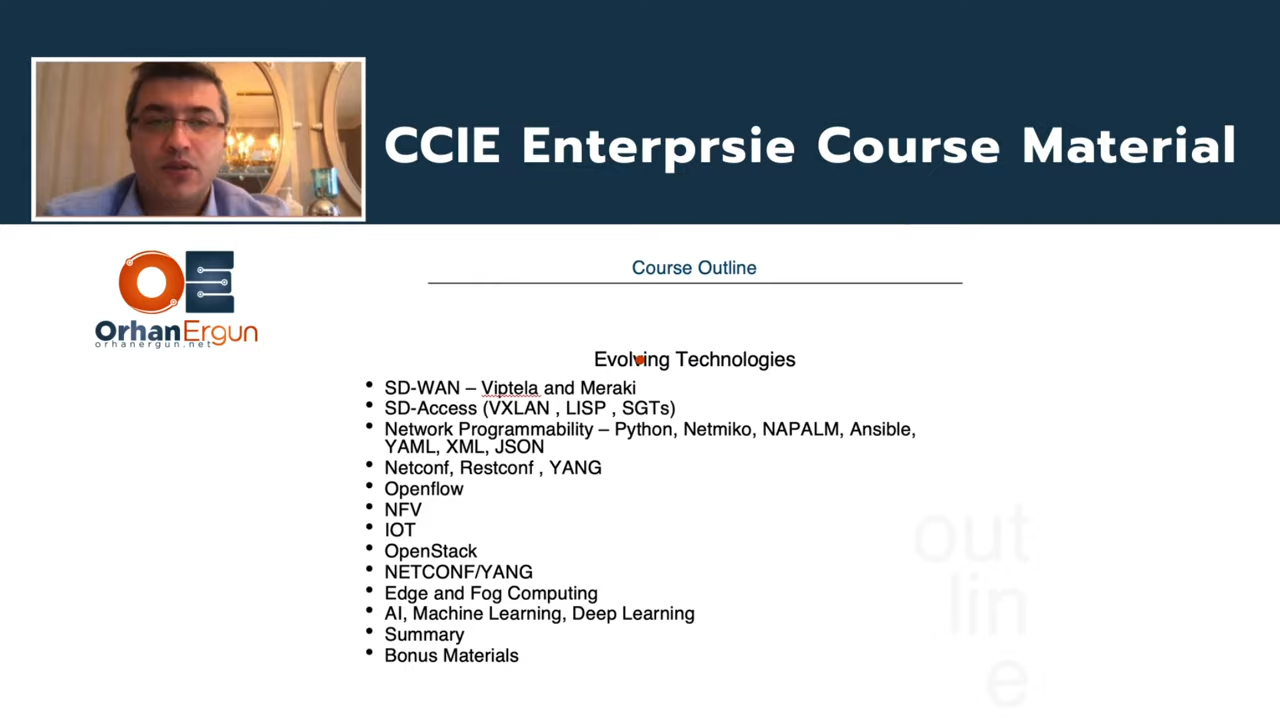 CCIE Enterprsie Course Material
OrhanErgun
orhanergun.net
Course Outline
Evolving Technologies
• SD-WAN – Viptela and Meraki
• SD-Access (VXLAN , LISP , SGTs)
• Network Programmability – Python, Netmiko, NAPALM, Ansible,
YAML, XML, JSON
• Netconf, Restconf , YANG
• Openflow
• NFV
• IOT
• OpenStack
• NETCONF/YANG
• Edge and Fog Computing
• AI, Machine Learning, Deep Learning
• Summary
• Bonus Materials
out
lin
e